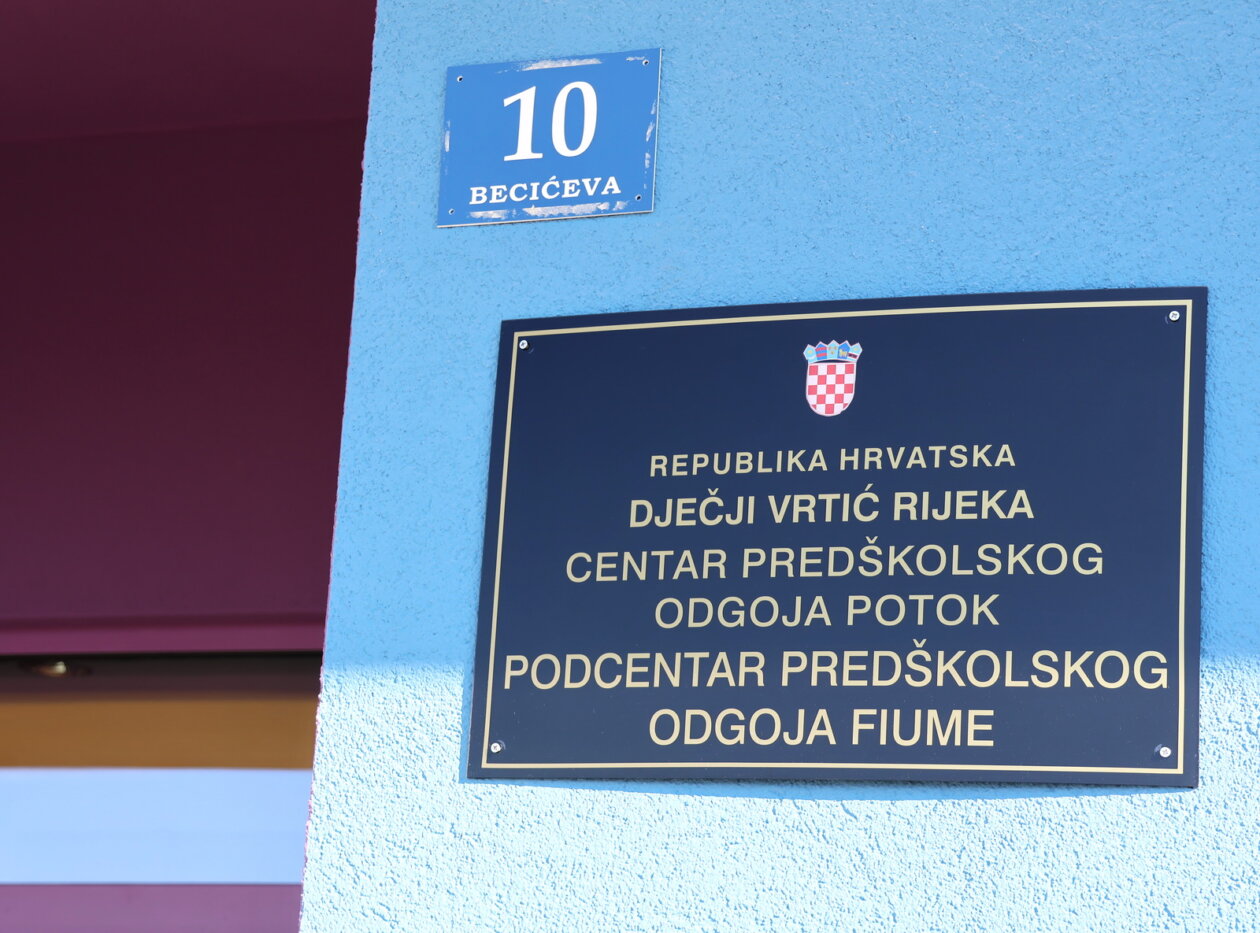 10
BECIĆEVA
REPUBLIKA HRVATSKA
DJEČJI VRTIĆ RIJEKA
CENTAR PREDŠKOLSKOG
ODGOJA POTOK
PODCENTAR PREDŠKOLSKOG
ODGOJA FIUME